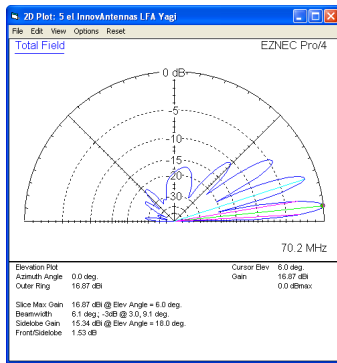 2D Plot: 5 el InnovAntennas LFA Yagi
File Edit View Options Reset
Total Field EZNEC Pro/4
0 dB
-5
-10
-15
-20
-30
70.2 MHz
Elevation Plot Cursor Elev 6.0 deg.
Azimuth Angle 0.0 deg. Gain 16.87 dBi
Outer Ring 16.87 dBi 0.0 dBmax
Slice Max Gain 16.87 dBi @ Elev Angle = 6.0 deg.
Beamwidth 6.1 deg.; -3dB @ 3.0, 9.1 deg.
Sidelobe Gain 15.34 dBi @ Elev Angle = 18.0 deg.
Front/Sidelobe 1.53 dB